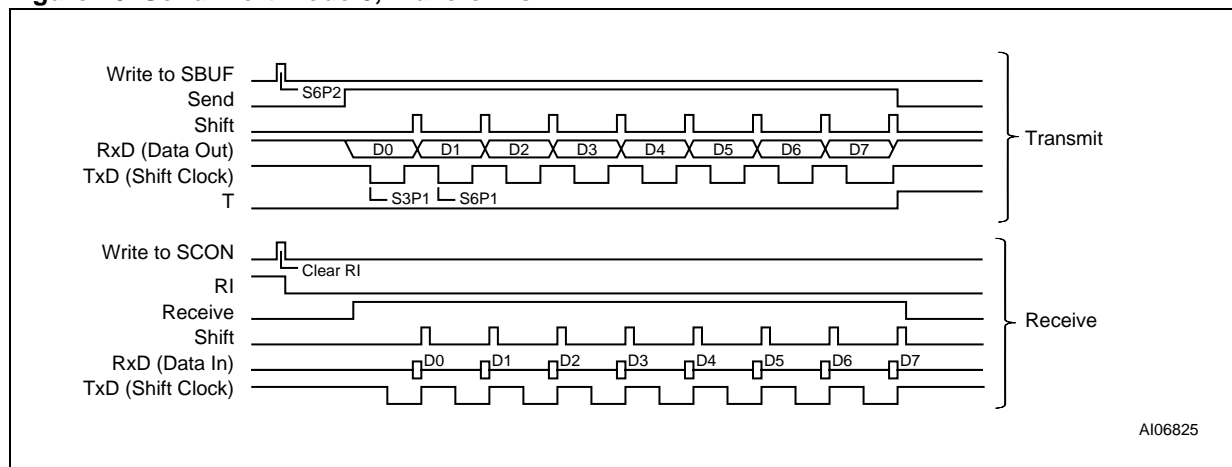 Write to SBUF
S6P2
Send
Shift
RxD (Data Out)
D0 D1 D2 D3 D4 D5 D6 D7
TxD (Shift Clock)
S3P1 S6P1
T
Transmit
Write to SCON
Clear RI
RI
Receive
Shift
RxD (Data In)
D0 D1 D2 D3 D4 D5 D6 D7
TxD (Shift Clock)
Receive
AI06825